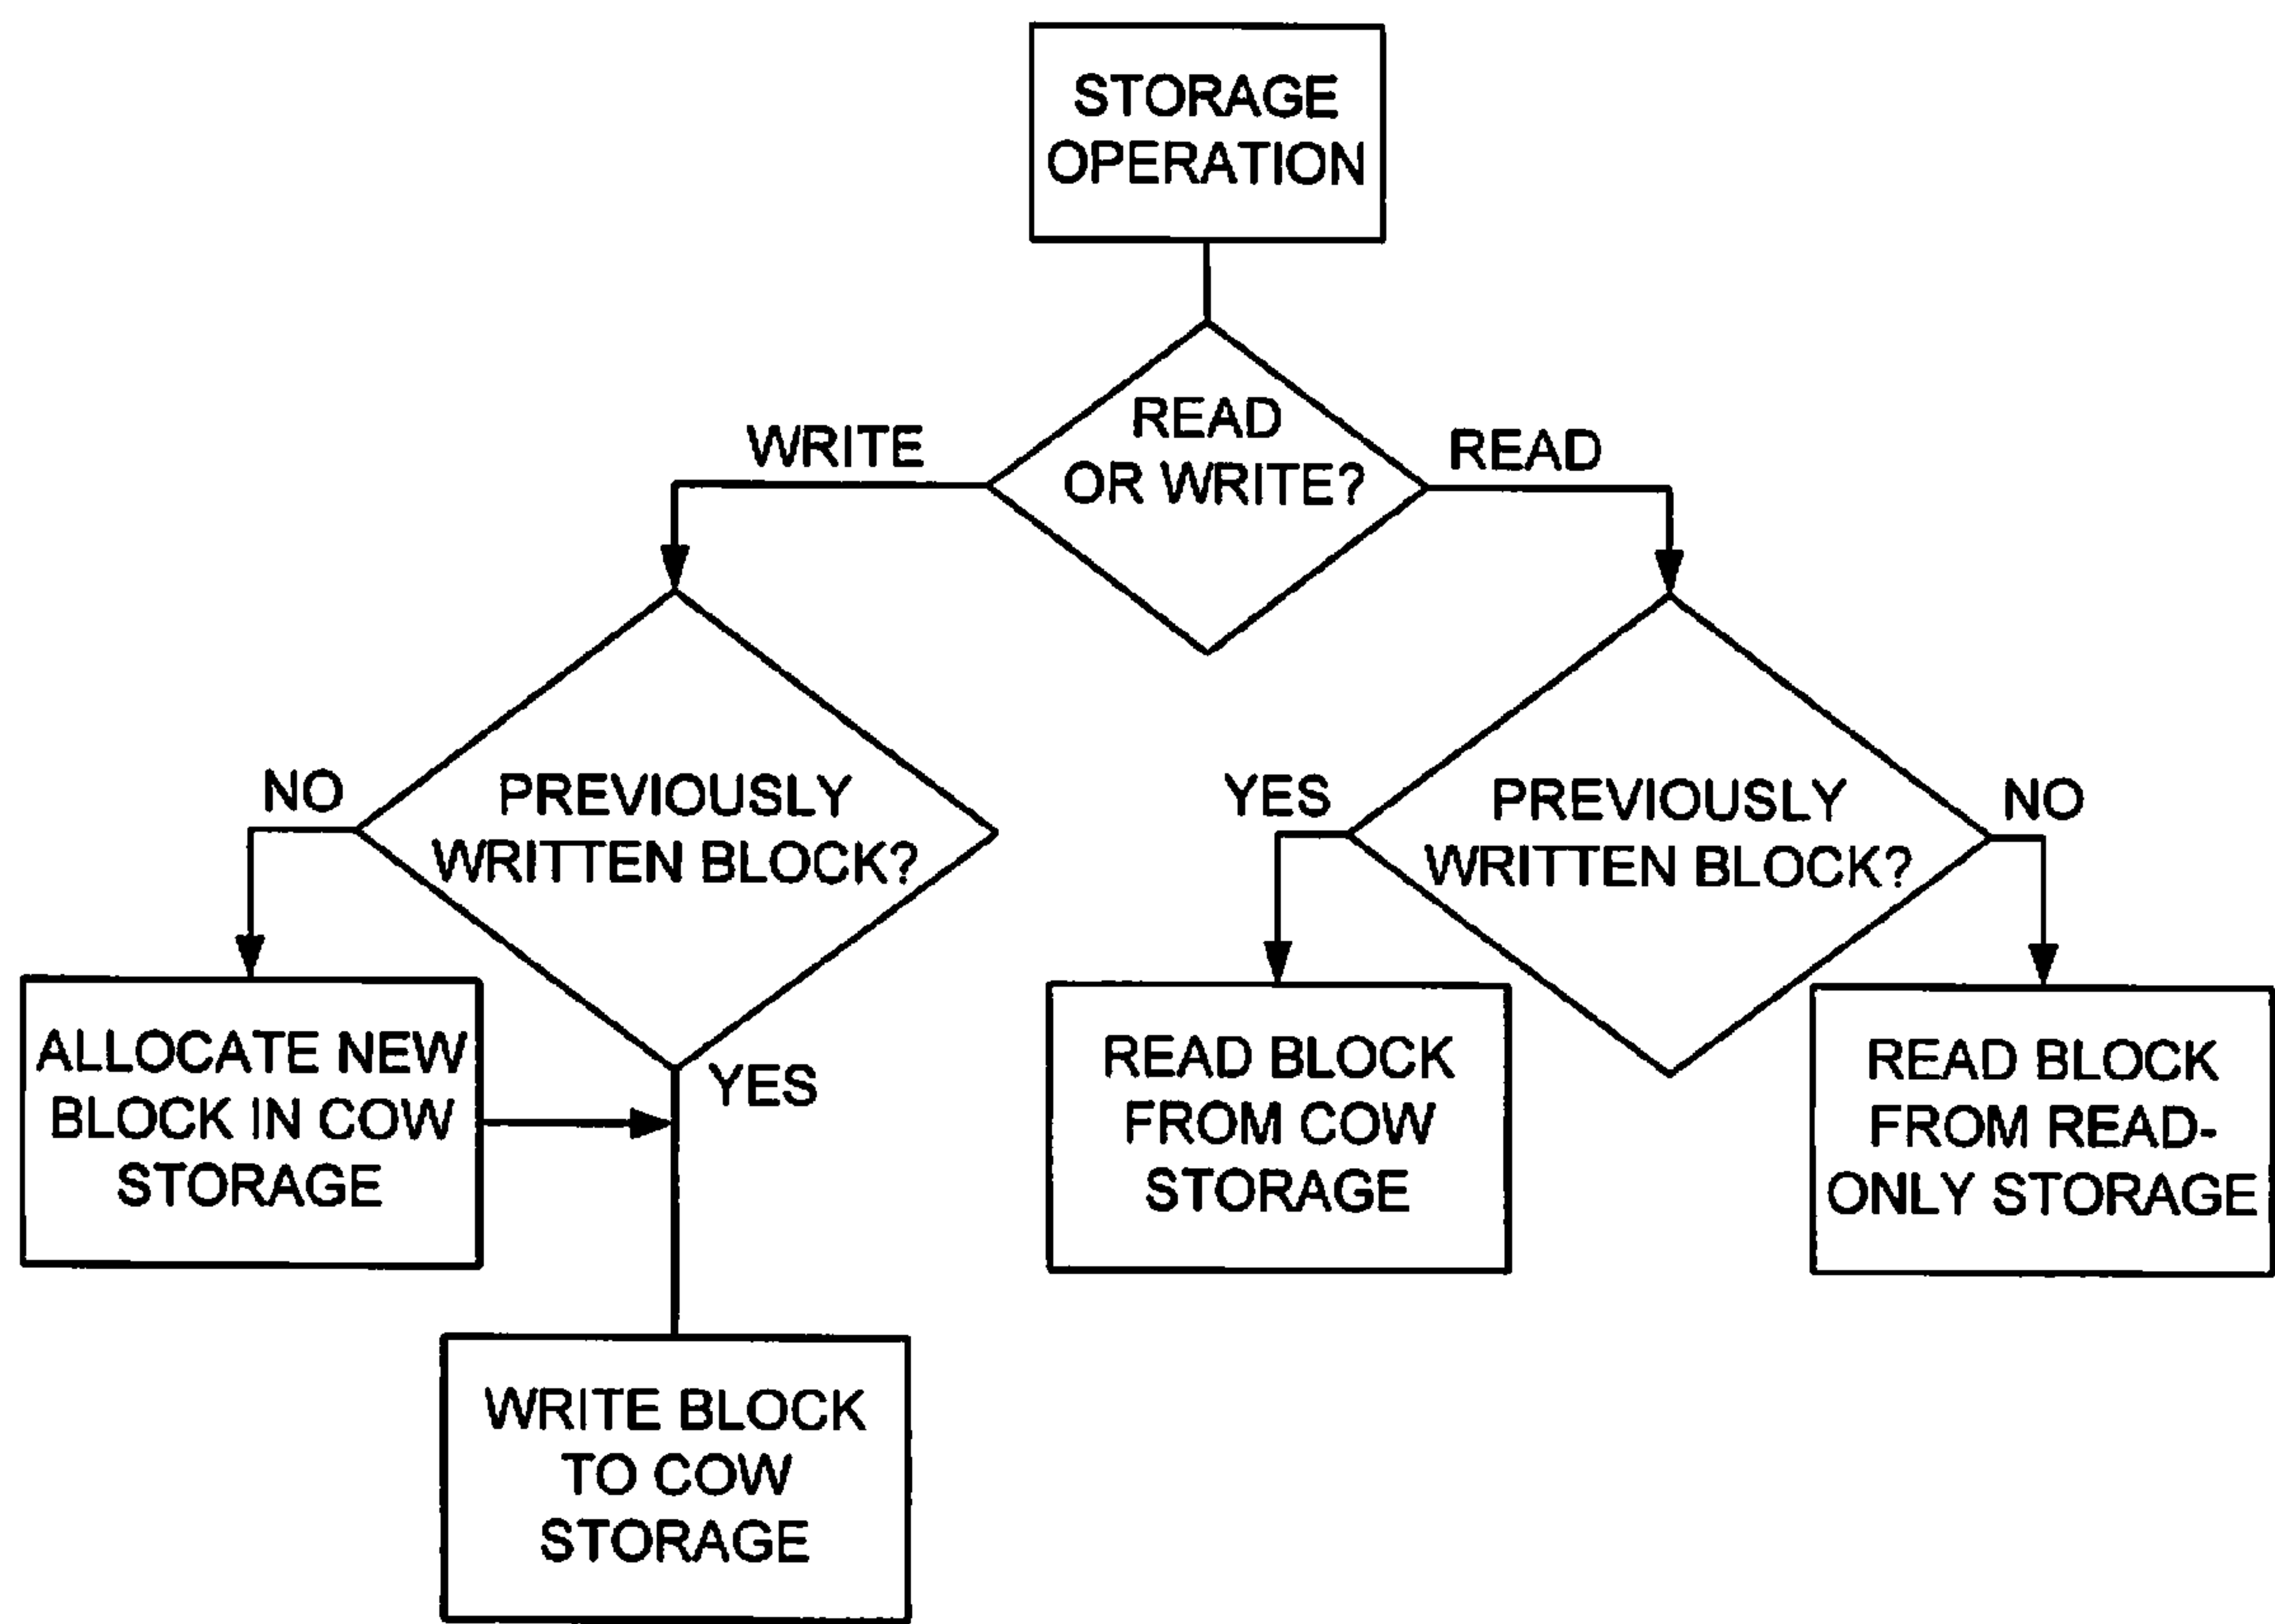 STORAGE
OPERATION
READ
OR WRITE?
WRITE
READ
PREVIOUSLY
WRITTEN BLOCK?
NO
YES
PREVIOUSLY
WRITTEN BLOCK?
YES
NO
ALLOCATE NEW
BLOCK IN COW
STORAGE
WRITE BLOCK
TO COW
STORAGE
READ BLOCK
FROM COW
STORAGE
READ BLOCK
FROM READ-
ONLY STORAGE